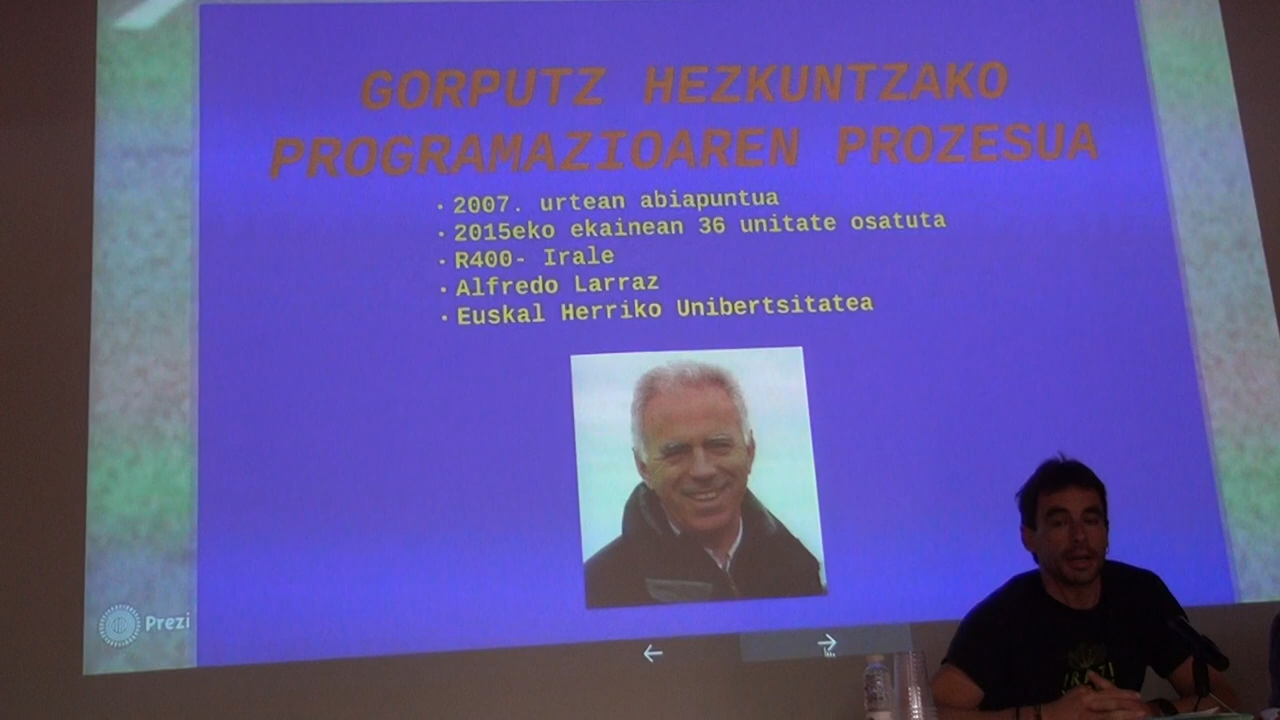 GORPUTZ HEZKUNTZAKO
PROGRAMAZIOAREN PROZESUA
· 2007. urtean abiapuntua
· 2015eko ekainean 36 unitate osatuta
· R400- Irale
· Alfredo Larraz
· Euskal Herriko Unibertsitatea
Prezi